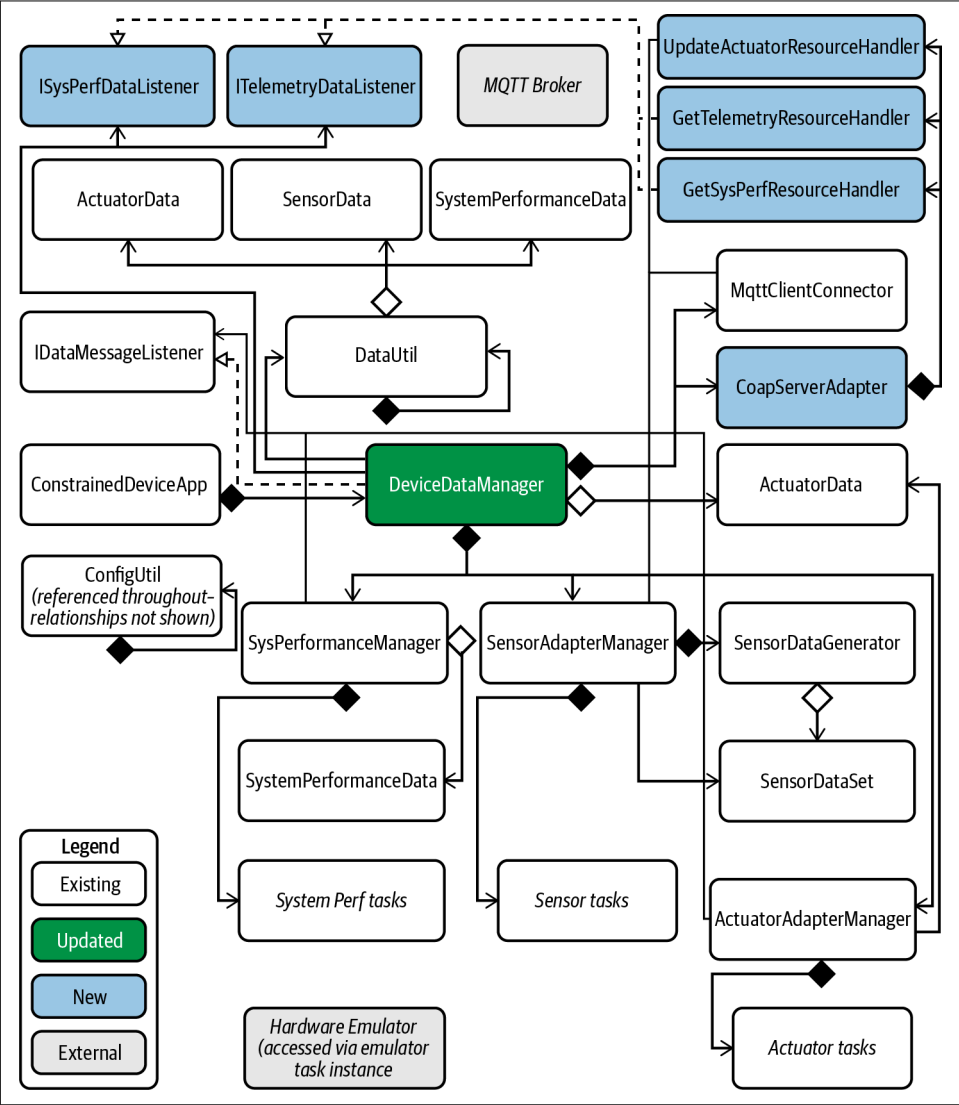 UpdateActuatorResourceHandler
ISysPerfDataListener
ITelemetryDataListener
MQTT Broker
GetTelemetryResourceHandler
GetSysPerfResourceHandler
ActuatorData
SensorData
SystemPerformanceData
MqttClientConnector
IDataMessageListener
DataUtil
CoapServerAdapter
ConstrainedDeviceApp
DeviceDataManager
ActuatorData
ConfigUtil
(referenced throughout–
relationships not shown)
SysPerformanceManager
SensorAdapterManager
SensorDataGenerator
SystemPerformanceData
SensorDataSet
Legend
Existing
Updated
New
External
System Perf tasks
Sensor tasks
ActuatorAdapterManager
Hardware Emulator
(accessed via emulator
task instance
Actuator tasks